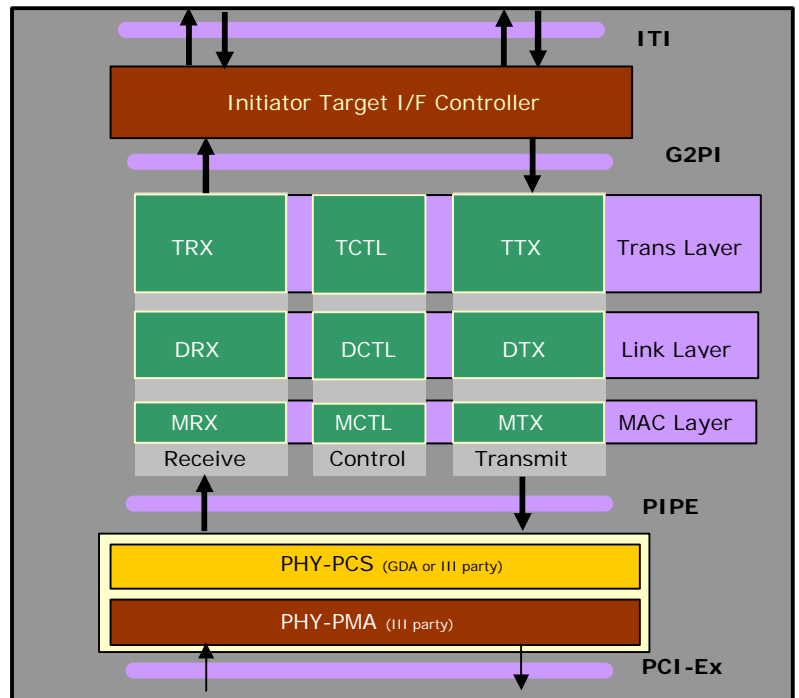 ITI
Initiator Target I/F Controller
G2PI
TRX TCTL TTX Trans Layer
DRX DCTL DTX Link Layer
MRX MCTL MTX MAC Layer
Receive Control Transmit
PIPE
PHY-PCS (GDA or III party)
PHY-PMA (III party)
PCI-Ex